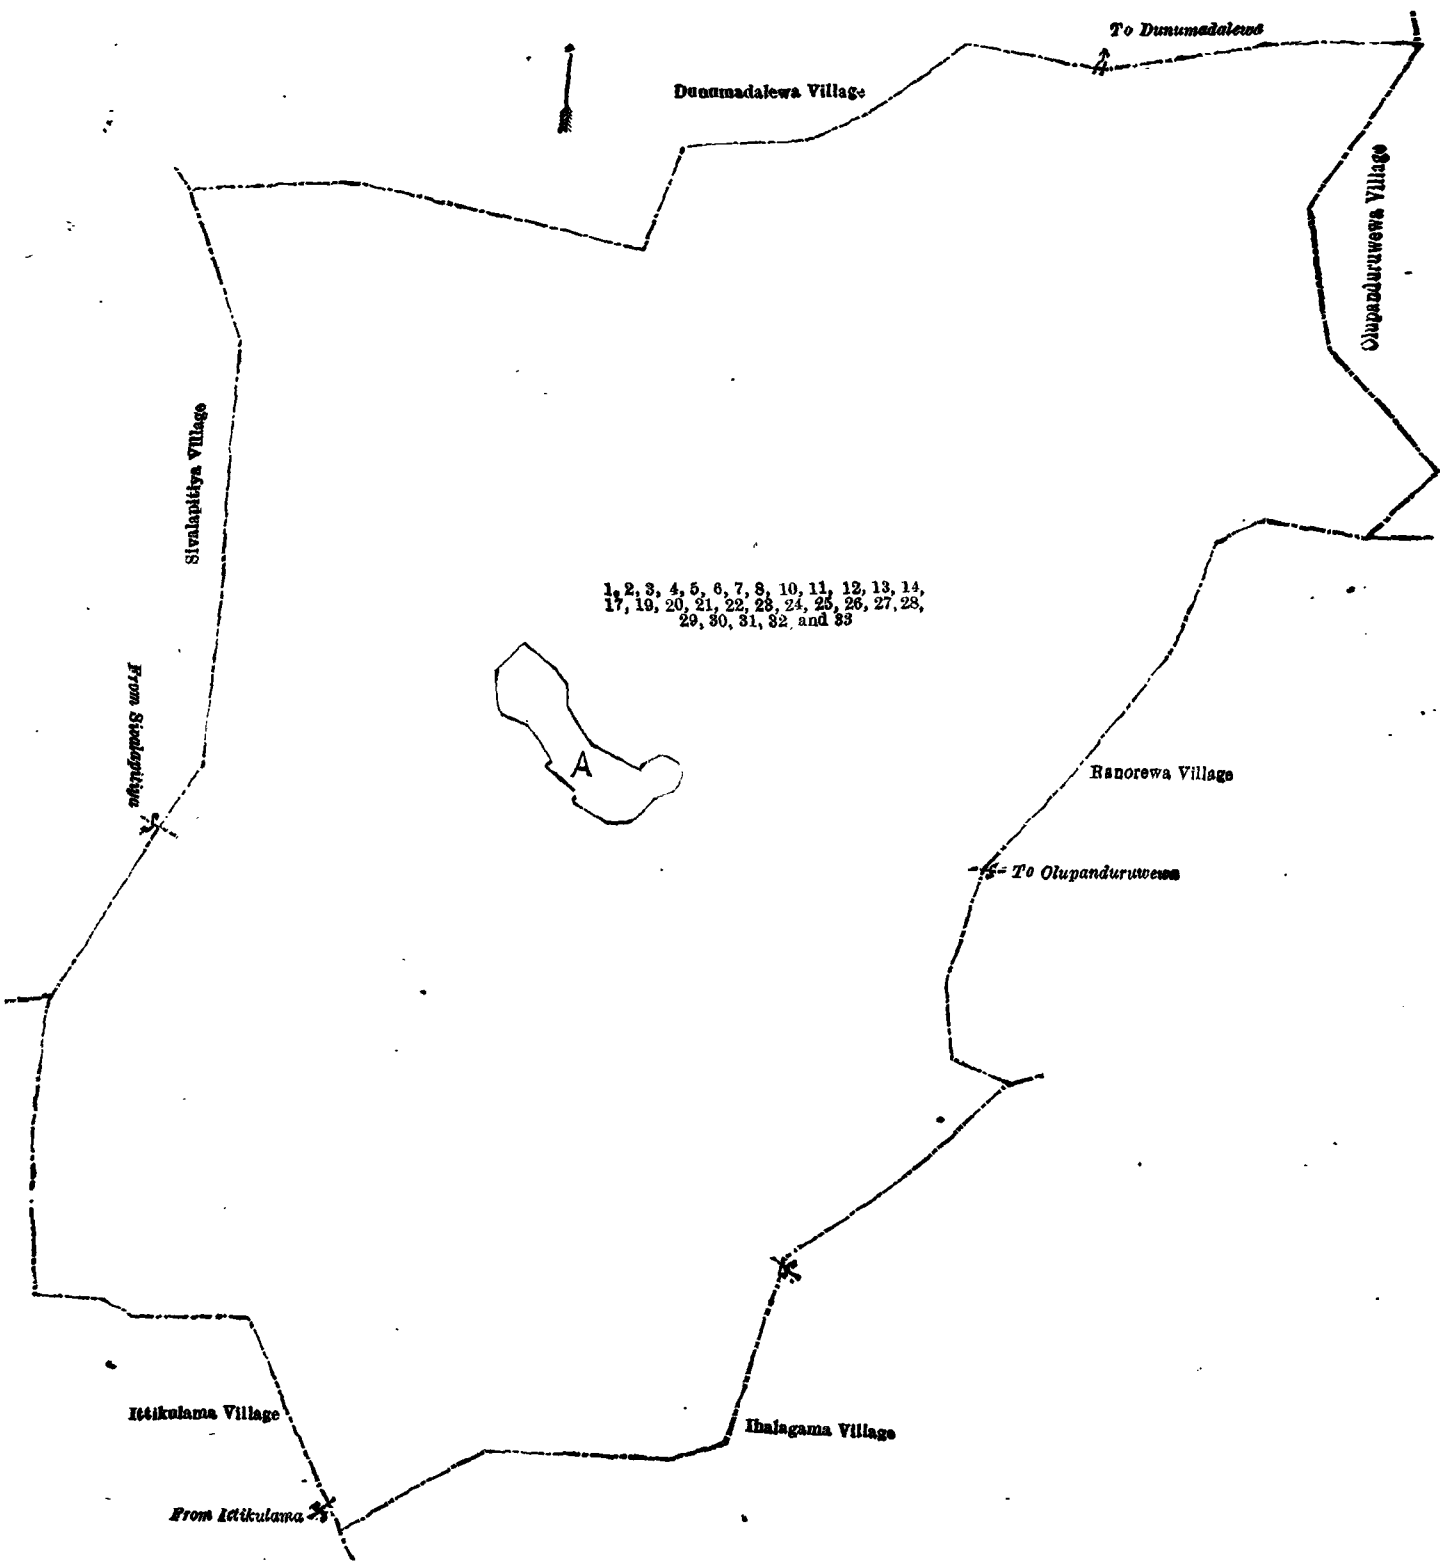 To Dunumadalewa
Dunumadalewa Village
Olupanduruwewa Village
Sivalapitiya Village
1, 2, 3, 4, 5, 6, 7, 8, 10, 11, 12, 13, 14,
17, 19, 20, 21, 22, 23, 24, 25, 26, 27, 28,
29, 30, 31, 32 and 33
From Sivalapitiya
A
Ranorewa Village
To Olupanduruwewa
Ittikulama Village
Ihalagama Village
From Ittikulama